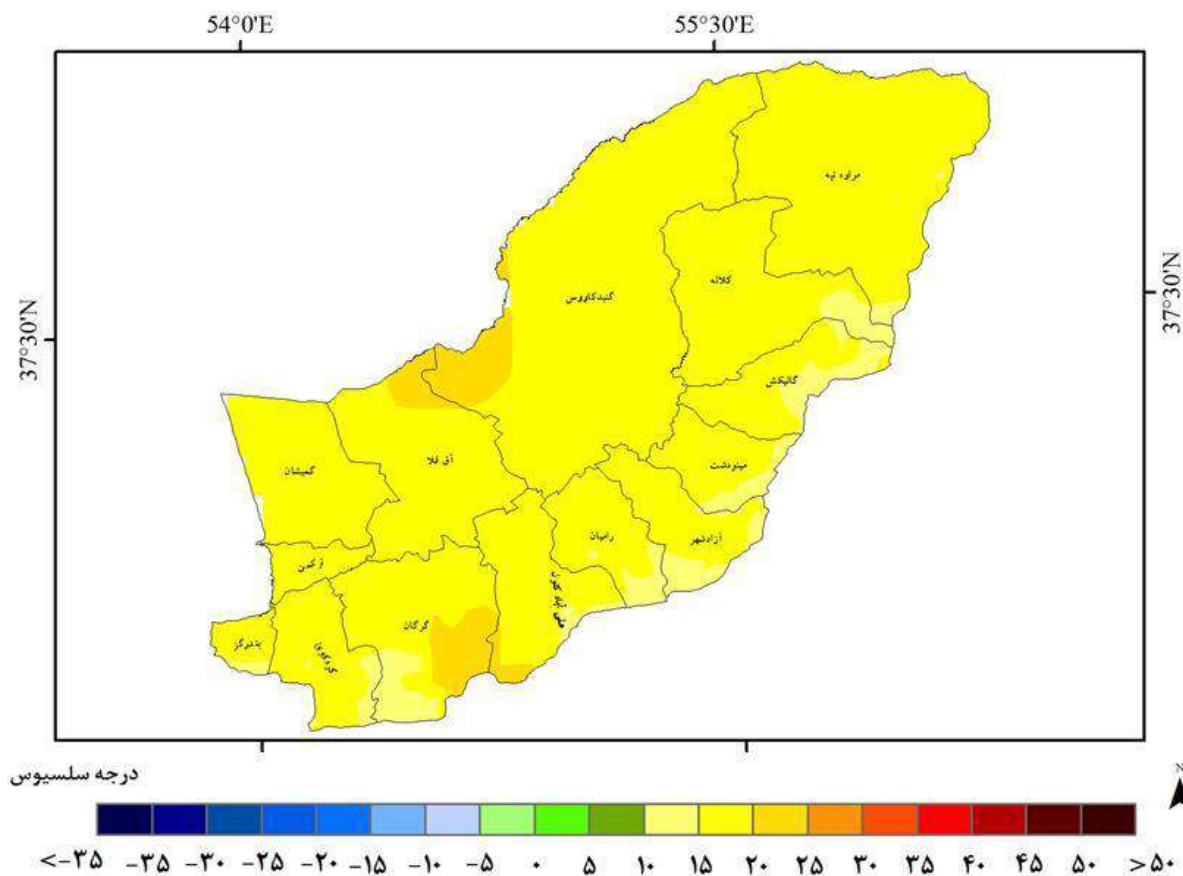 54°0'E
55°30'E
37°30'N
37°30'N
مراوه تپه
کلاله
گنبدکاووس
گالیکش
مینودشت
آق قلا
گمیشان
رامیان
آزادشهر
علی آباد کتول
گرگان
بندرگز
کردکوی
درجه سلسیوس
N
<-۳۵ -۳۵ -۳۰ -۲۵ -۲۰ -۱۵ -۱۰ -۵ ۰ ۵ ۱۰ ۱۵ ۲۰ ۲۵ ۳۰ ۳۵ ۴۰ ۴۵ ۵۰ >۵۰